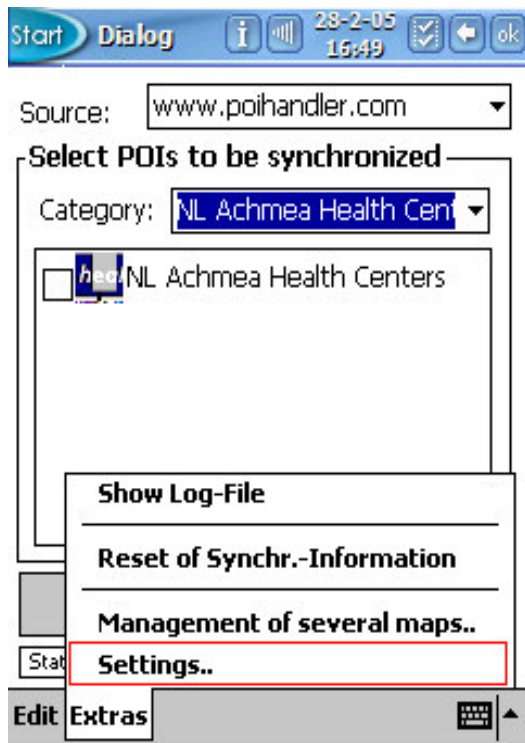 Start Dialog 28-2-05 16:49 ok
Source: www.poihandler.com
Select POIs to be synchronized
Category: NL Achmea Health Cent
heal NL Achmea Health Centers
Show Log-File
Reset of Synchr.-Information
Management of several maps..
Stat
Settings..
Edit Extras